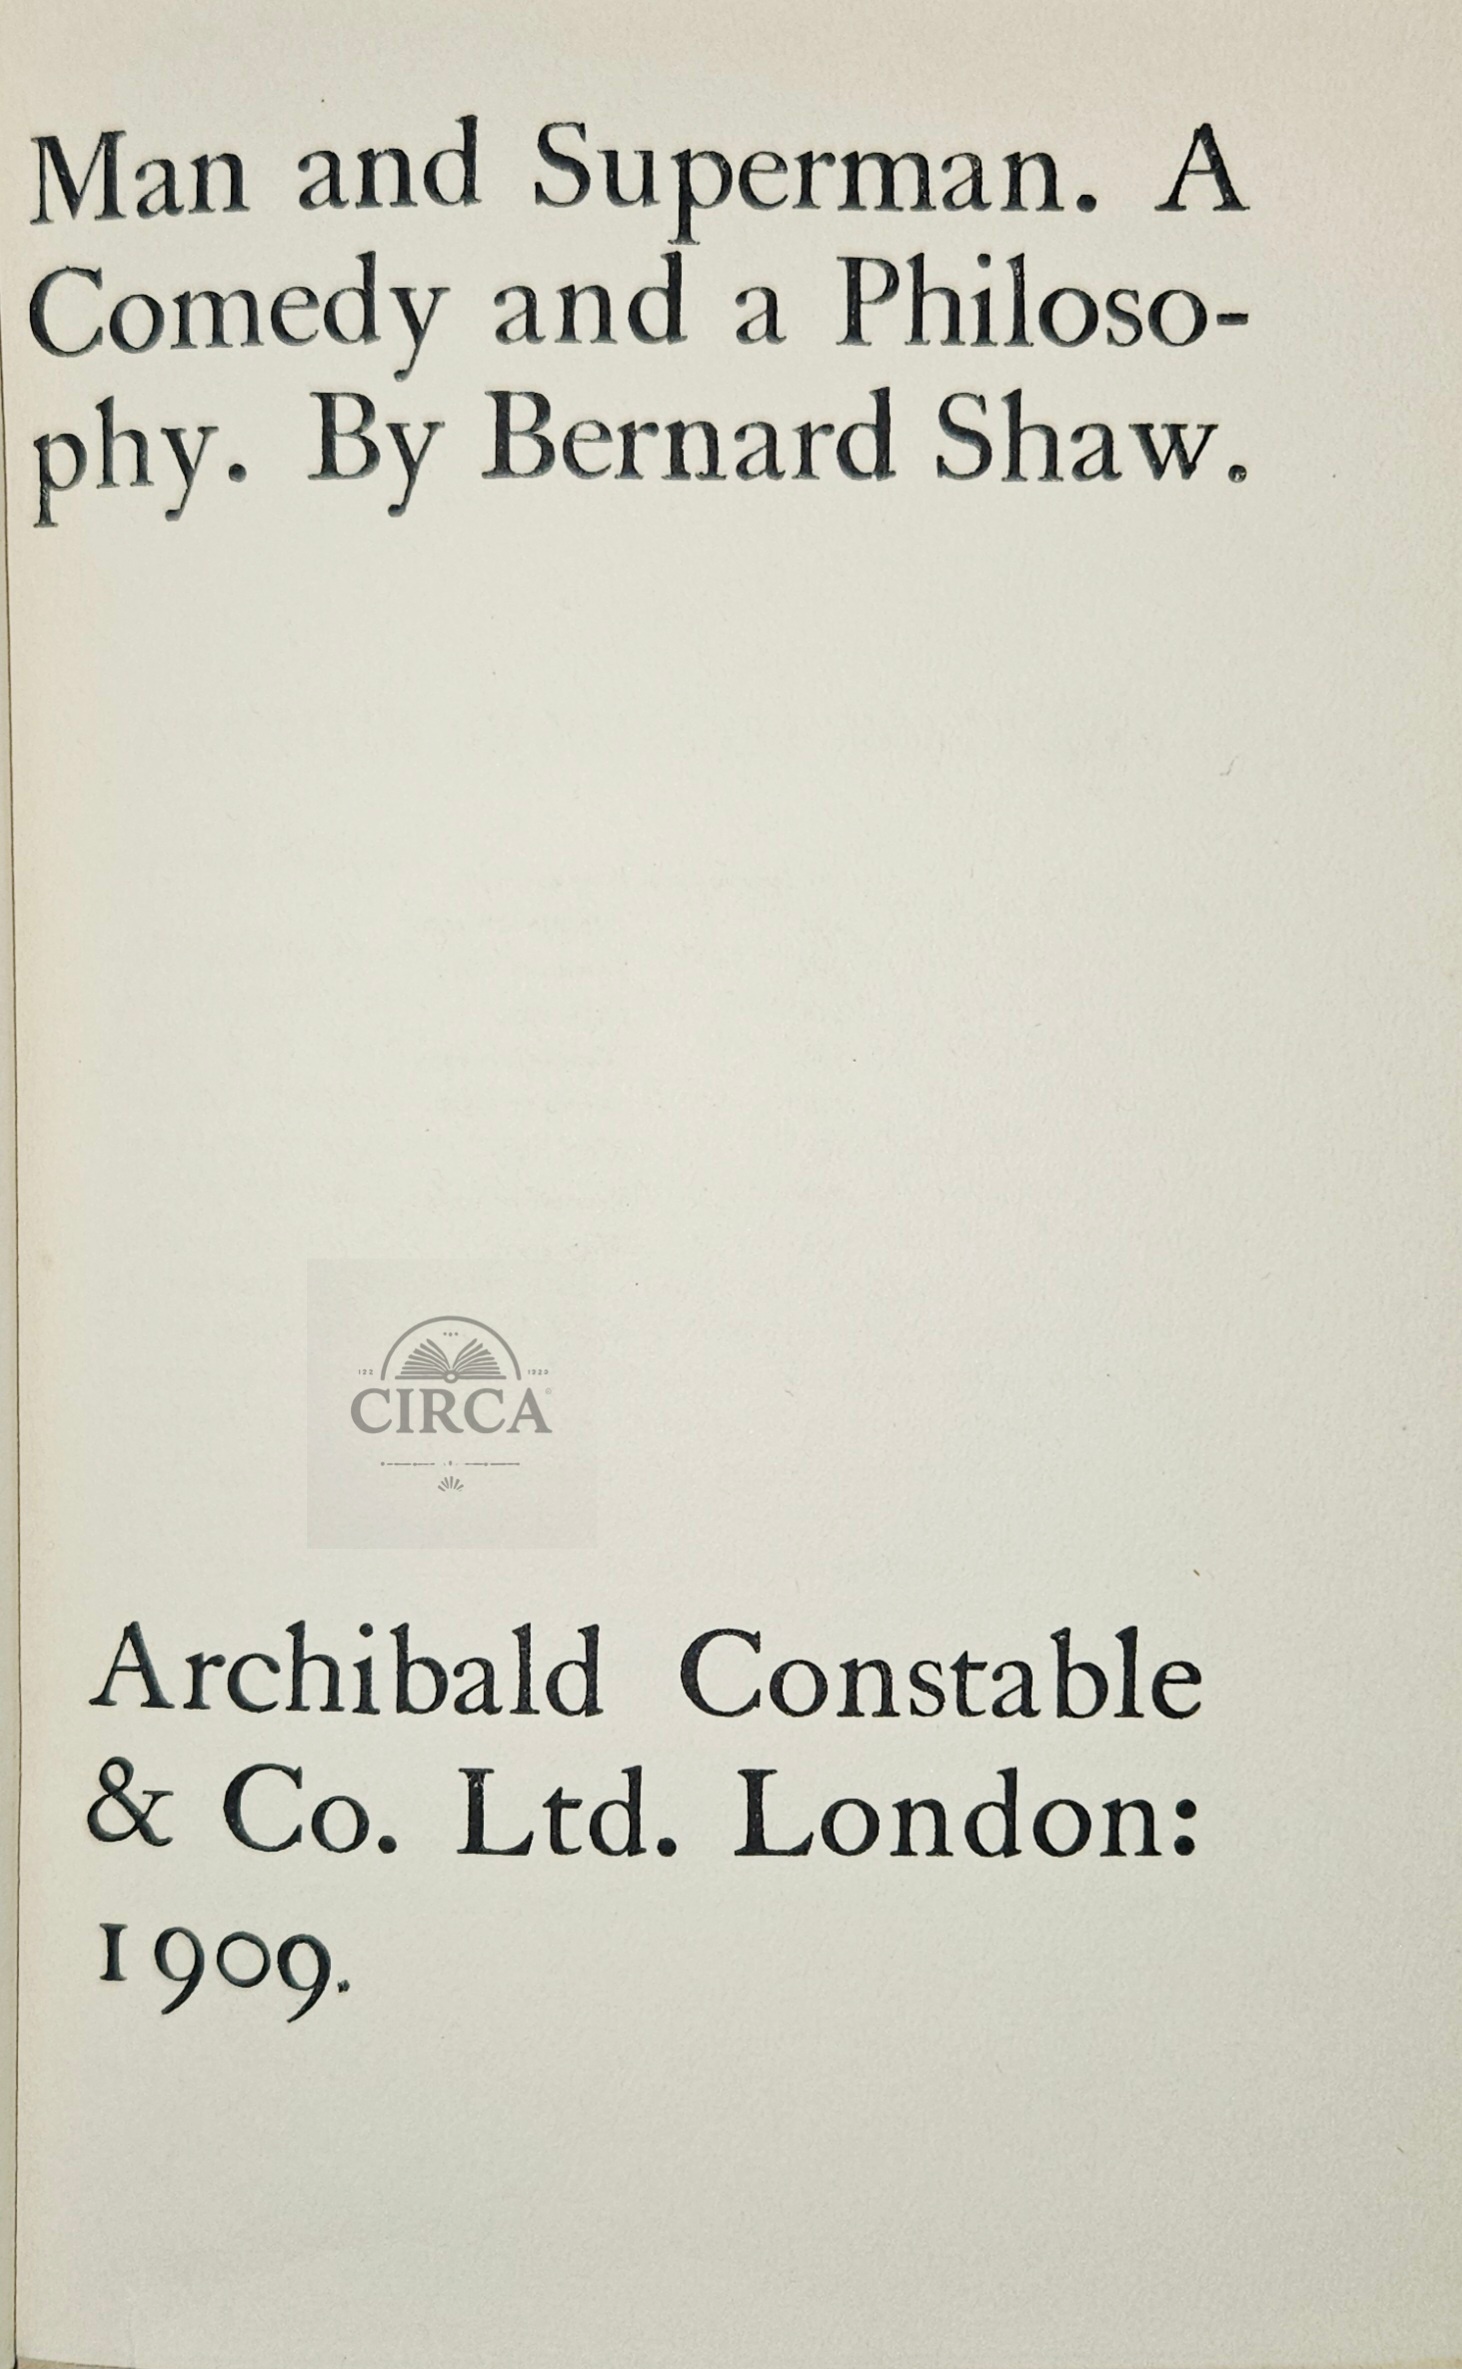 Man and Superman. A
Comedy and a Philoso-
phy. By Bernard Shaw.
CIRCA
Archibald Constable
& Co. Ltd. London:
1909.